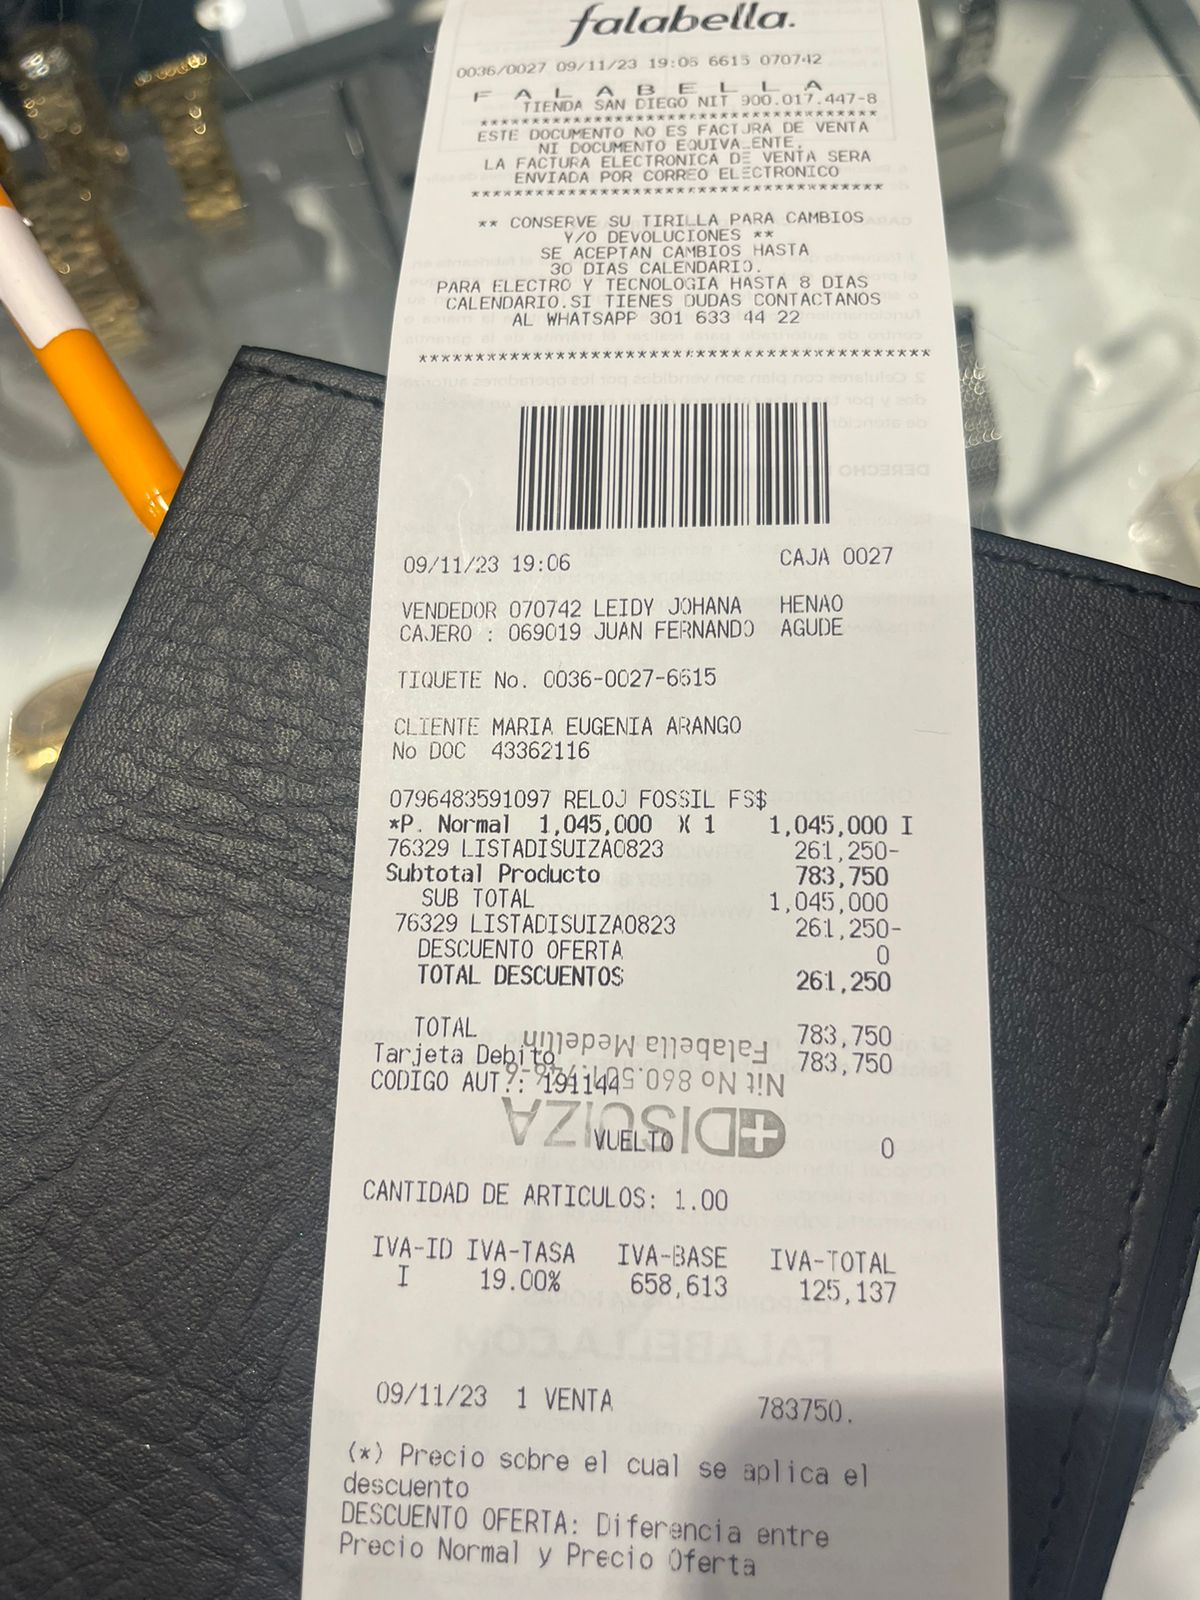 falabella.
0036/0027 09/11/23 19:06 6615 070742
F A L A B E L L A
TIENDA SAN DIEGO NIT 900.017.447-8
****************************************
ESTE DOCUMENTO NO ES FACTURA DE VENTA
NI DOCUMENTO EQUIVALENTE,
LA FACTURA ELECTRONICA DE VENTA SERA
ENVIADA POR CORREO ELECTRONICO
****************************************
** CONSERVE SU TIRILLA PARA CAMBIOS
Y/O DEVOLUCIONES **
SE ACEPTAN CAMBIOS HASTA
30 DIAS CALENDARIO.
PARA ELECTRO Y TECNOLOGIA HASTA 8 DIAS
CALENDARIO.SI TIENES DUDAS CONTACTANOS
AL WHATSAPP 301 633 44 22
****************************************
09/11/23 19:06 CAJA 0027
VENDEDOR 070742 LEIDY JOHANA HENAO
CAJERO : 069019 JUAN FERNANDO AGUDE
TIQUETE No. 0036-0027-6615
CLIENTE MARIA EUGENIA ARANGO
No DOC 43362116
0796483591097 RELOJ FOSSIL FS$
*P. Normal 1,045,000 X 1 1,045,000 I
76329 LISTADISUIZA0823 261,250-
Subtotal Producto 783,750
SUB TOTAL 1,045,000
76329 LISTADISUIZA0823 261,250-
DESCUENTO OFERTA 0
TOTAL DESCUENTOS 261,250
TOTAL 783,750
Tarjeta Debito 783,750
CODIGO AUT.: 191144
VUELTO 0
DISUIZA
Nit No 860.501.
Falabella Medellin
CANTIDAD DE ARTICULOS: 1.00
IVA-ID IVA-TASA IVA-BASE IVA-TOTAL
I 19.00% 658,613 125,137
09/11/23 1 VENTA 783750.
(*) Precio sobre el cual se aplica el
descuento
DESCUENTO OFERTA: Diferencia entre
Precio Normal y Precio Oferta